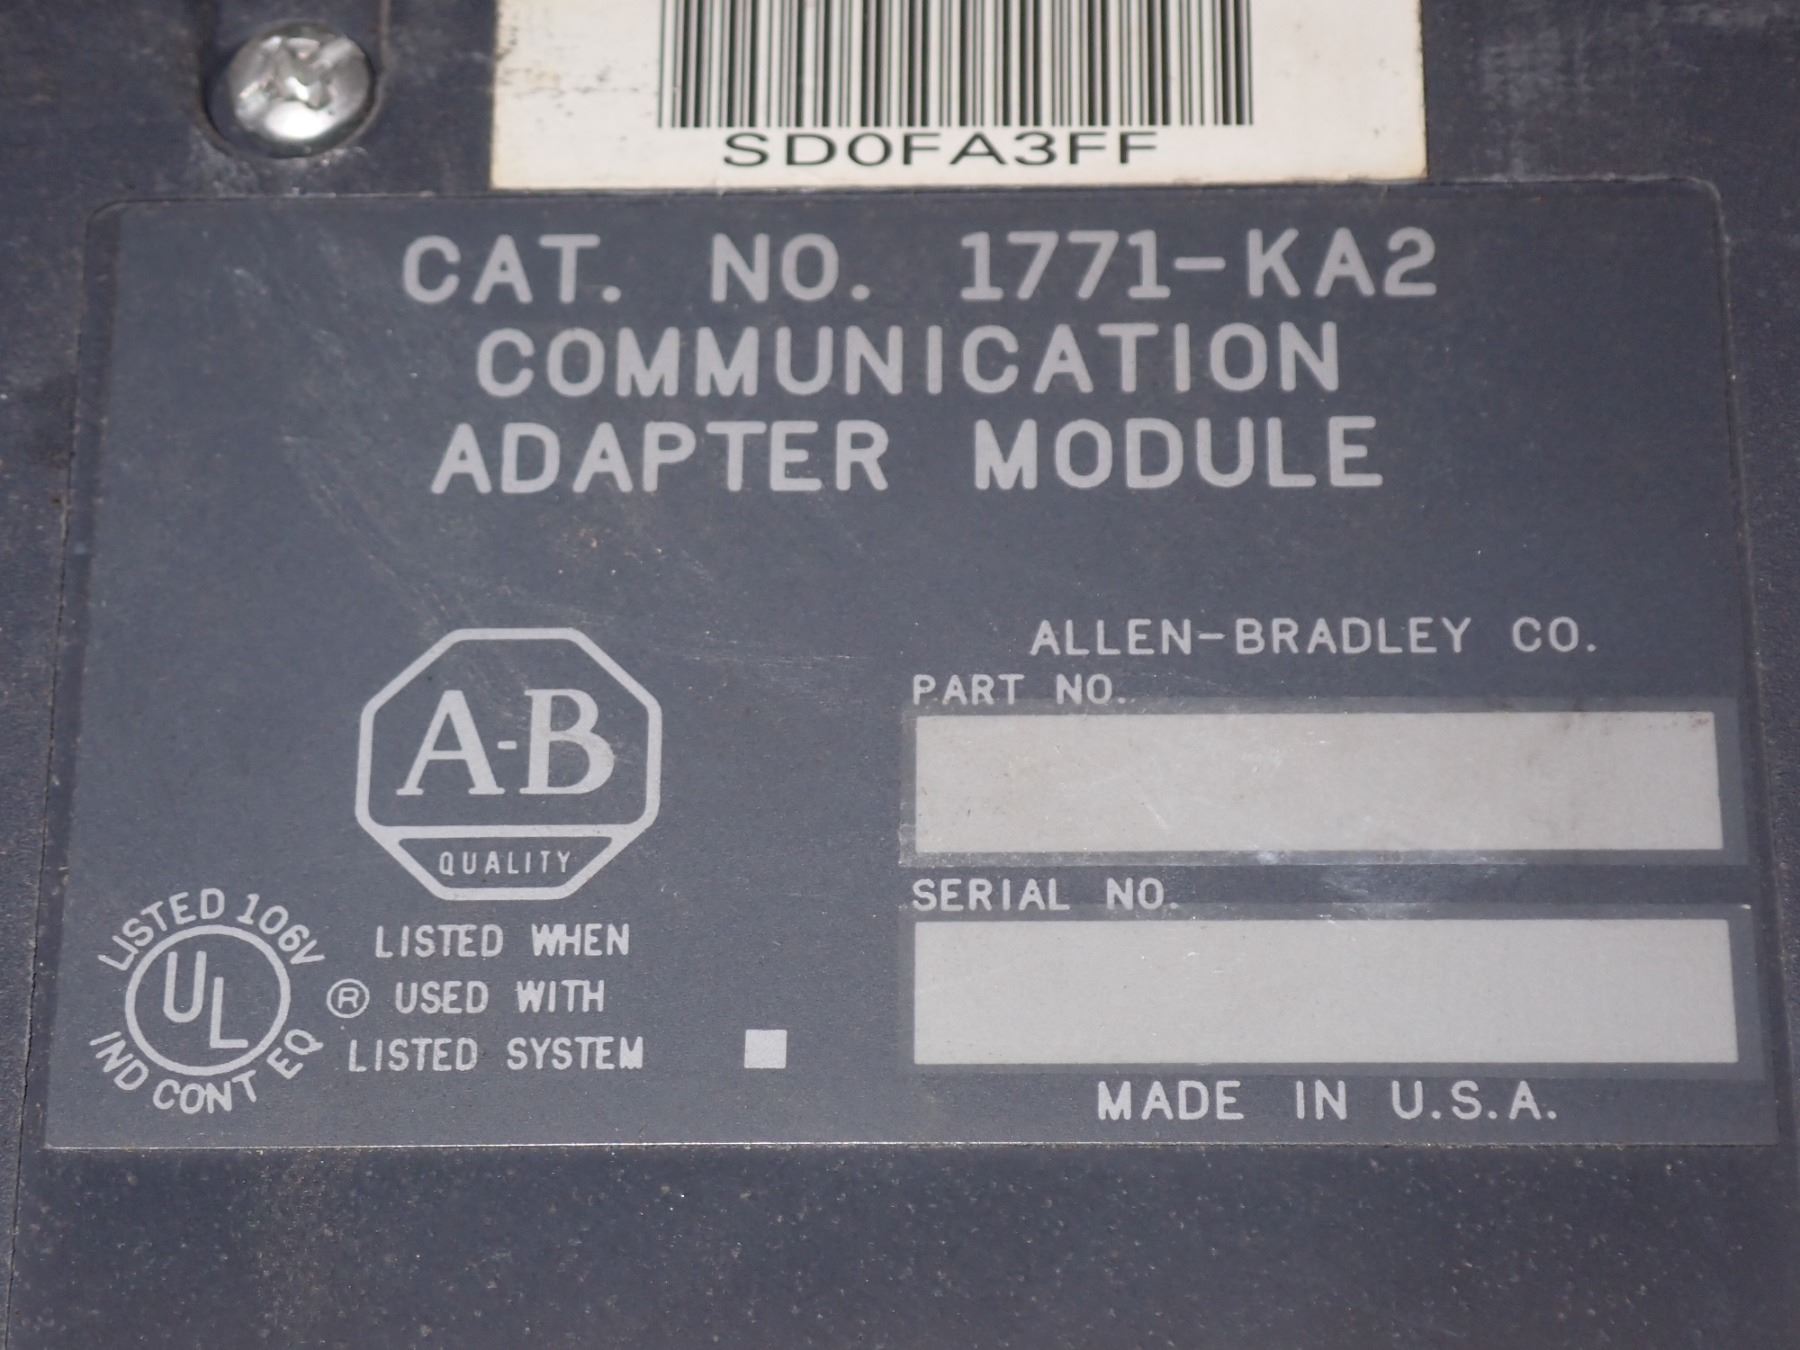 SD0FA3FF
CAT. NO. 1771-KA2
COMMUNICATION
ADAPTER MODULE
ALLEN-BRADLEY CO.
PART NO.
A-B
QUALITY
SERIAL NO.
LISTED 106V
UL
IND CONT EQ
®
LISTED WHEN
USED WITH
LISTED SYSTEM
MADE IN U.S.A.